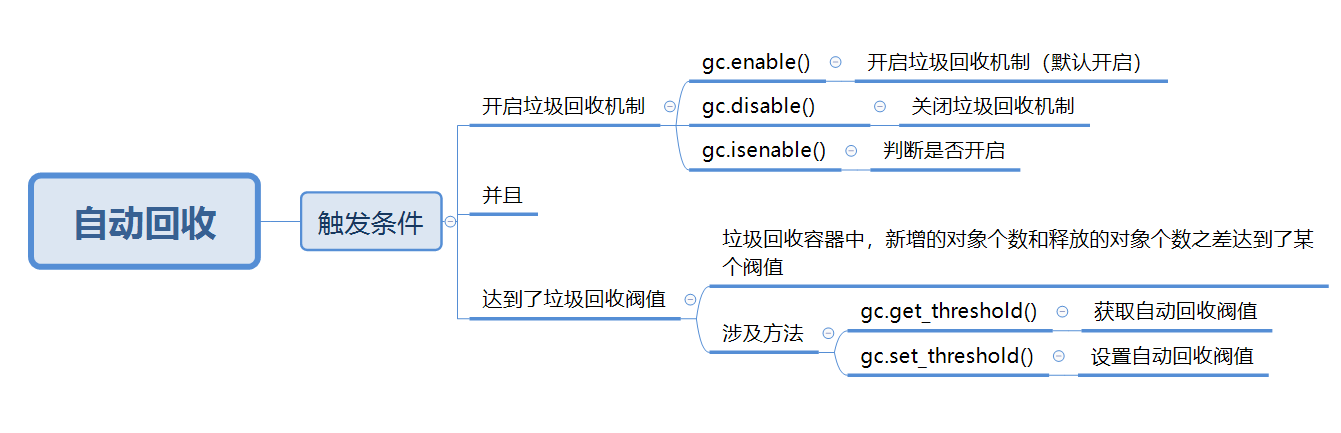 自动回收
触发条件
开启垃圾回收机制
gc.enable()
开启垃圾回收机制（默认开启）
gc.disable()
关闭垃圾回收机制
gc.isenable()
判断是否开启
并且
达到了垃圾回收阀值
垃圾回收容器中，新增的对象个数和释放的对象个数之差达到了某
个阀值
涉及方法
gc.get_threshold()
获取自动回收阀值
gc.set_threshold()
设置自动回收阀值